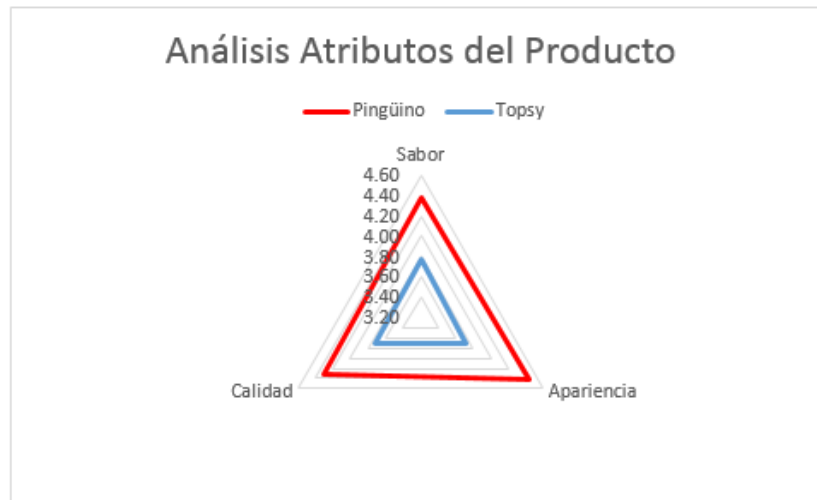 Análisis Atributos del Producto
Pingüino Topsy
Sabor
4.60
4.40
4.20
4.00
3.80
3.60
3.40
3.20
Calidad Apariencia